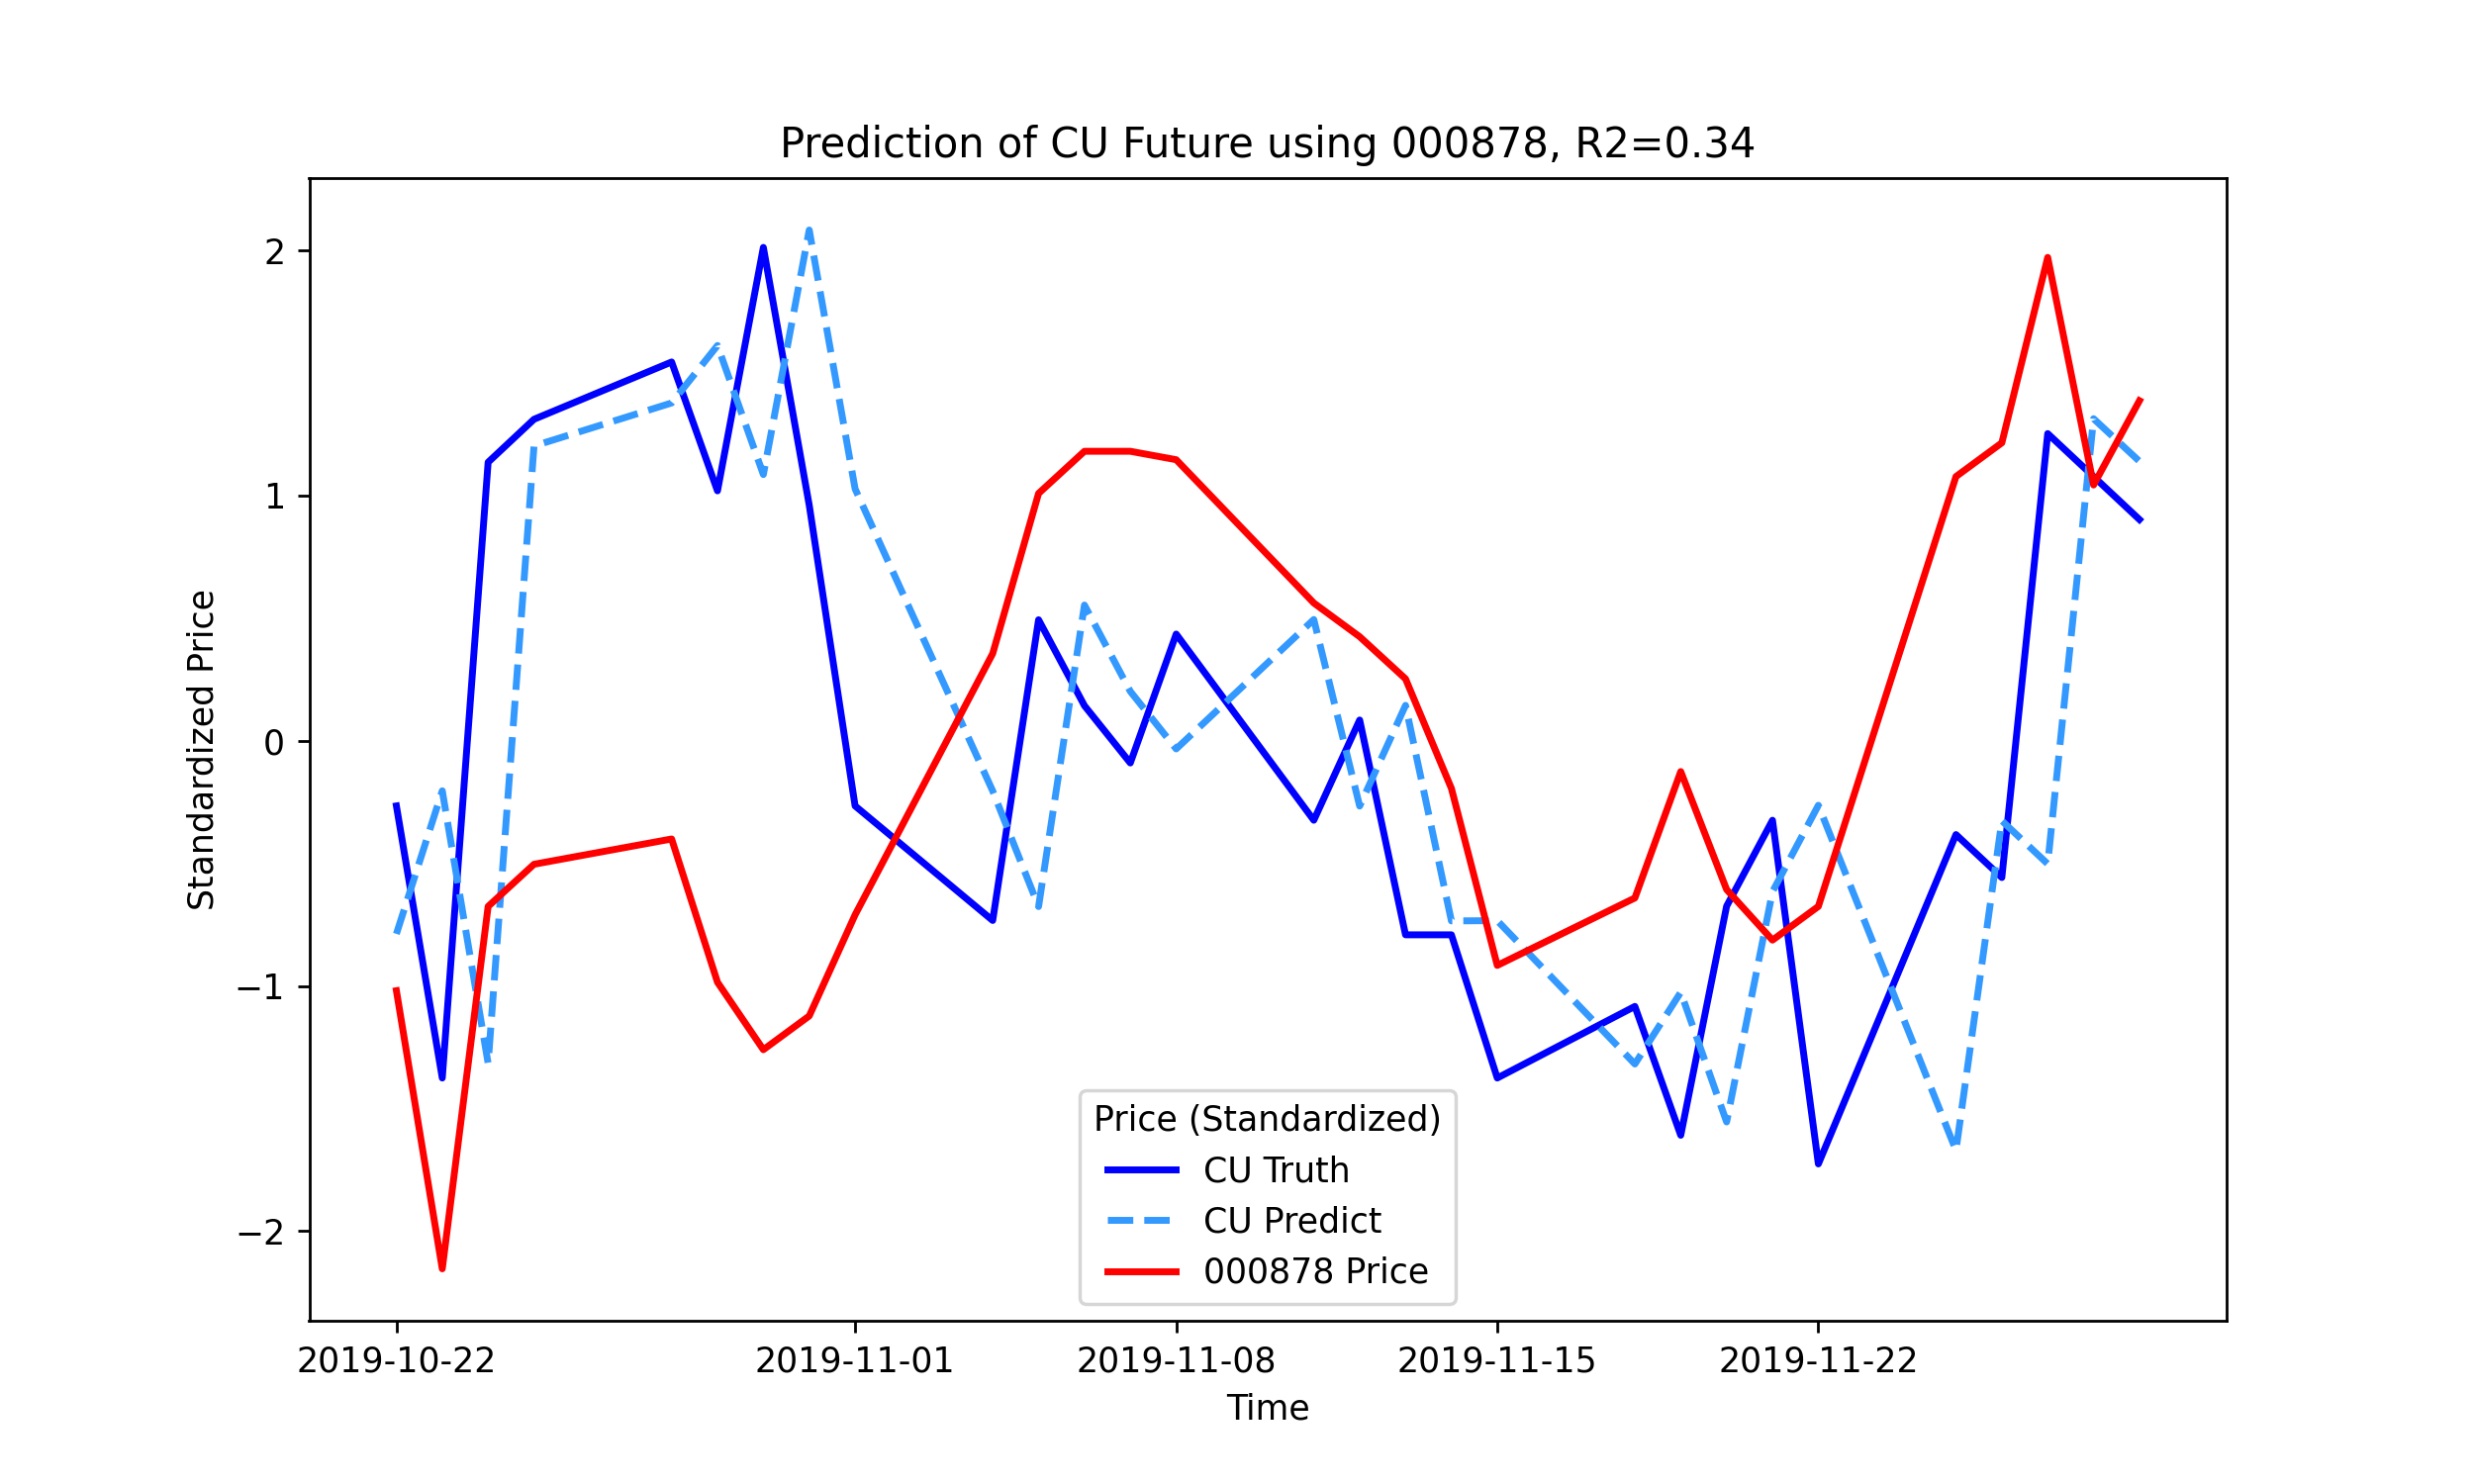 Prediction of CU Future using 000878, R2=0.34
Standardized Price
2
1
0
−1
−2
Price (Standardized)
CU Truth
CU Predict
000878 Price
2019-10-22 2019-11-01 2019-11-08 2019-11-15 2019-11-22
Time